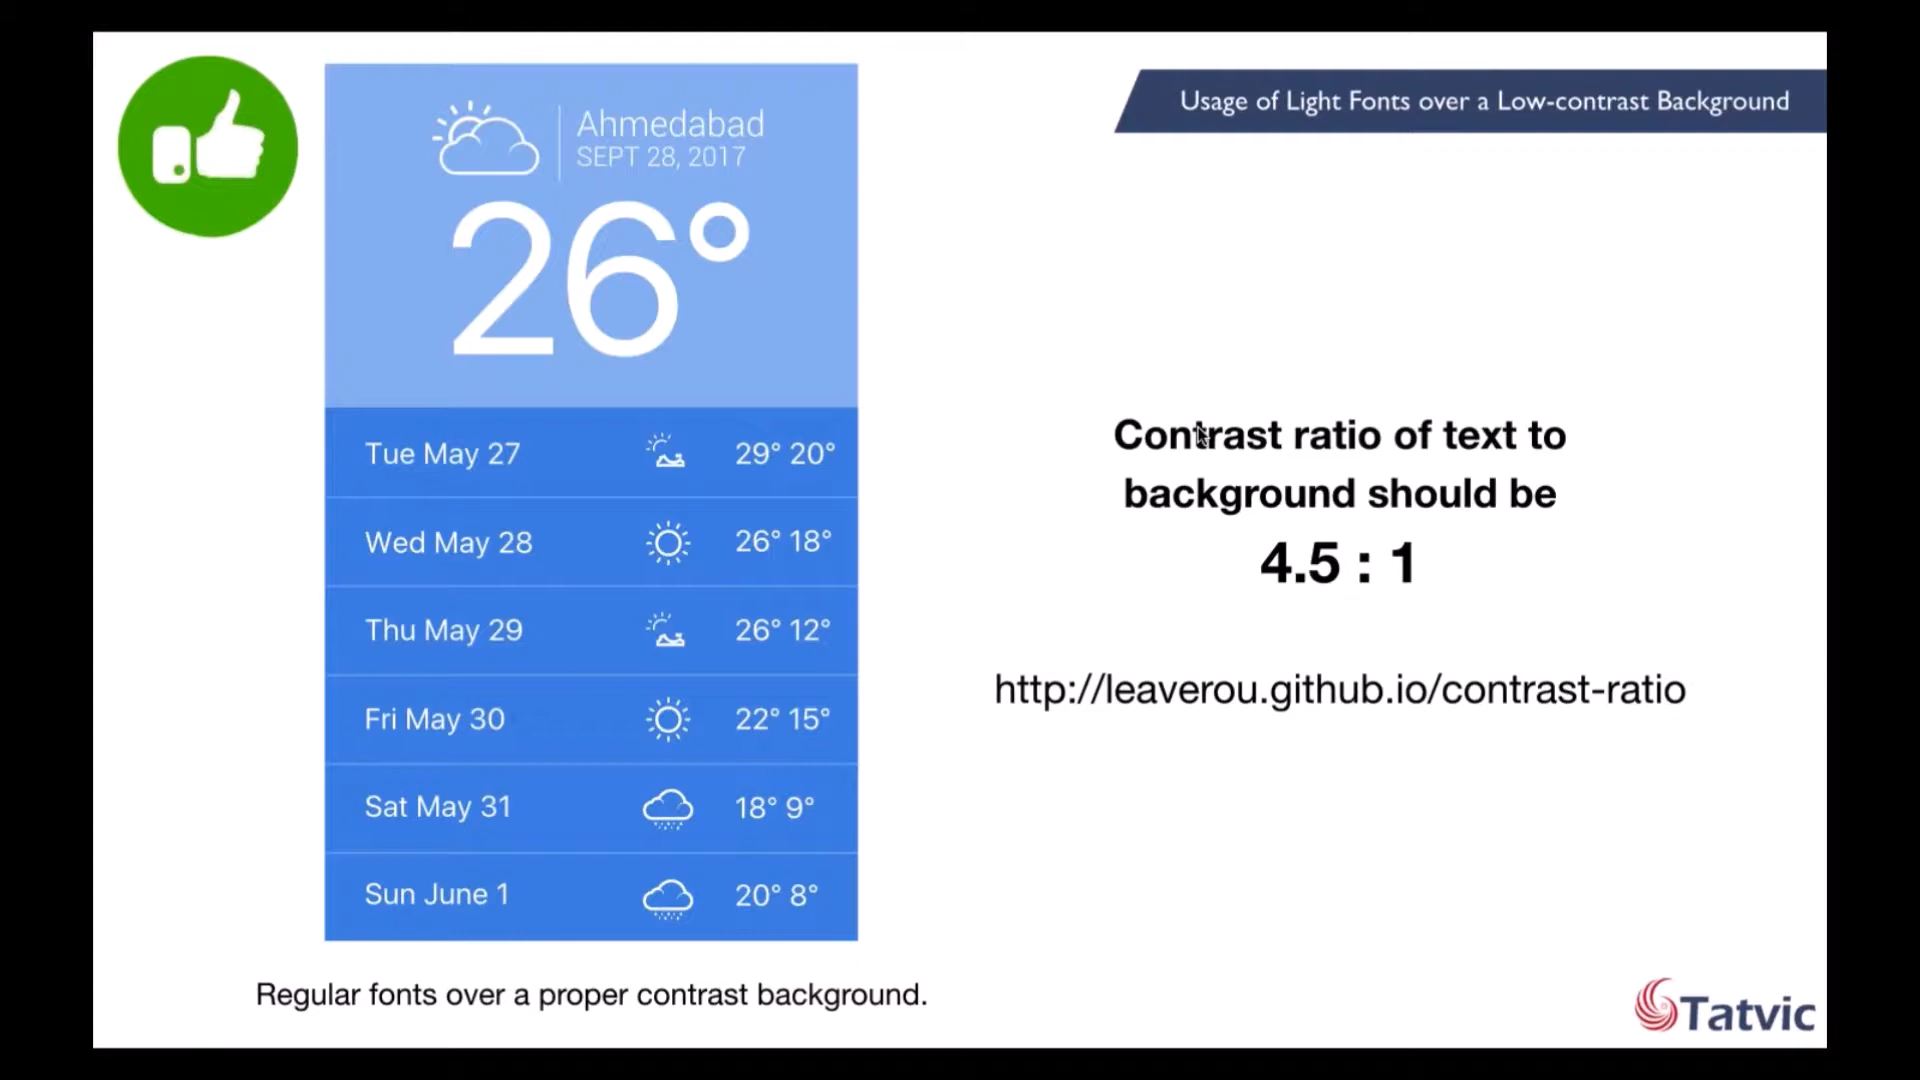 Usage of Light Fonts over a Low-contrast Background
Ahmedabad
SEPT 28, 2017
26°
Tue May 27 29° 20°
Wed May 28 26° 18°
Thu May 29 26° 12°
Fri May 30 22° 15°
Sat May 31 18° 9°
Sun June 1 20° 8°
Regular fonts over a proper contrast background.
Contrast ratio of text to
background should be
4.5 : 1
http://leaverou.github.io/contrast-ratio
Tatvic